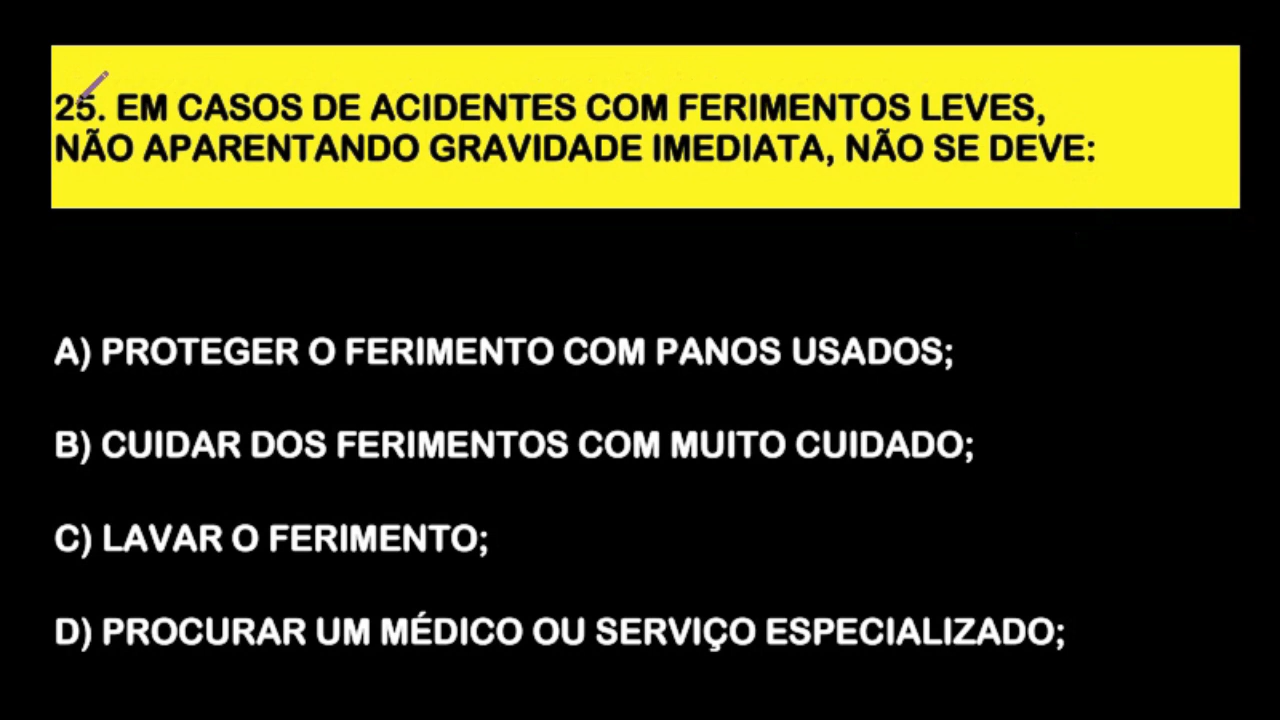 25. EM CASOS DE ACIDENTES COM FERIMENTOS LEVES,
NÃO APARENTANDO GRAVIDADE IMEDIATA, NÃO SE DEVE:
A) PROTEGER O FERIMENTO COM PANOS USADOS;
B) CUIDAR DOS FERIMENTOS COM MUITO CUIDADO;
C) LAVAR O FERIMENTO;
D) PROCURAR UM MÉDICO OU SERVIÇO ESPECIALIZADO;